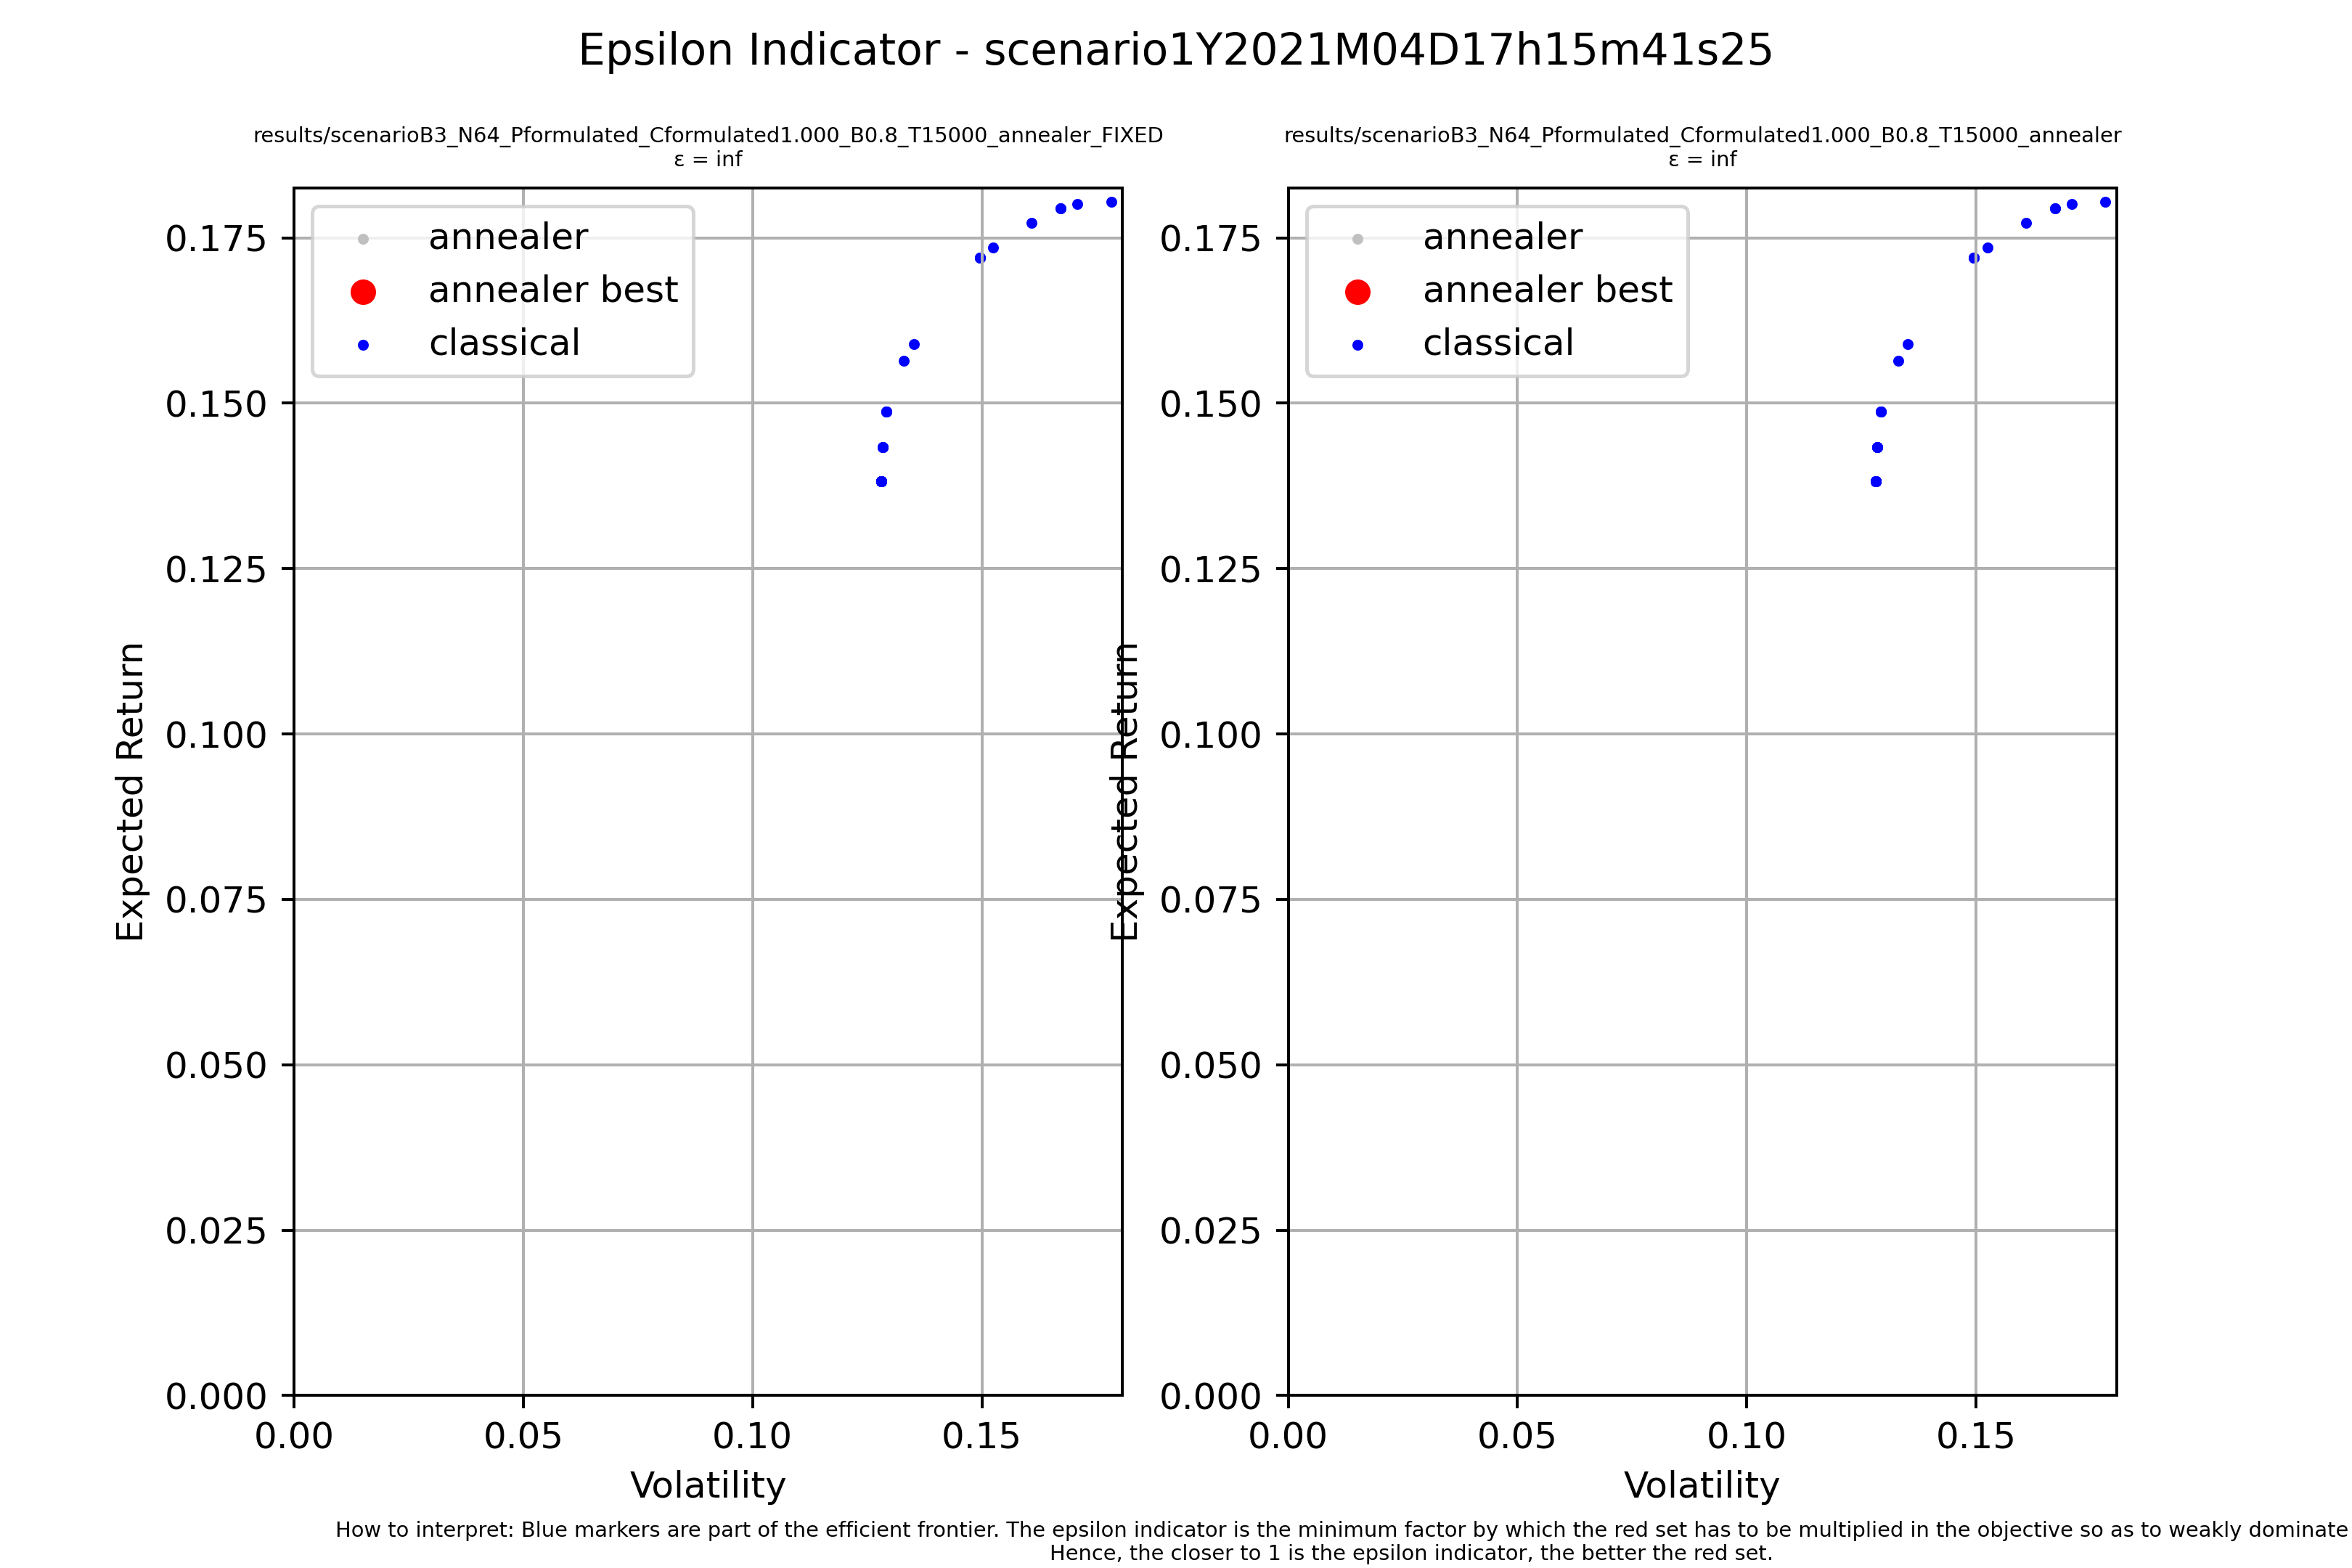 Epsilon Indicator - scenario1Y2021M04D17h15m41s25
results/scenarioB3_N64_Pformulated_Cformulated1.000_B0.8_T15000_annealer_FIXED
ε = inf
annealer
annealer best
classical
0.175
0.150
0.125
0.100
0.075
0.050
0.025
0.000
Expected Return
0.00 0.05 0.10 0.15
Volatility
results/scenarioB3_N64_Pformulated_Cformulated1.000_B0.8_T15000_annealer
ε = inf
annealer
annealer best
classical
0.175
0.150
0.125
0.100
0.075
0.050
0.025
0.000
Expected Return
0.00 0.05 0.10 0.15
Volatility
How to interpret: Blue markers are part of the efficient frontier. The epsilon indicator is the minimum factor by which the red set has to be multiplied in the objective so as to weakly dominate
Hence, the closer to 1 is the epsilon indicator, the better the red set.